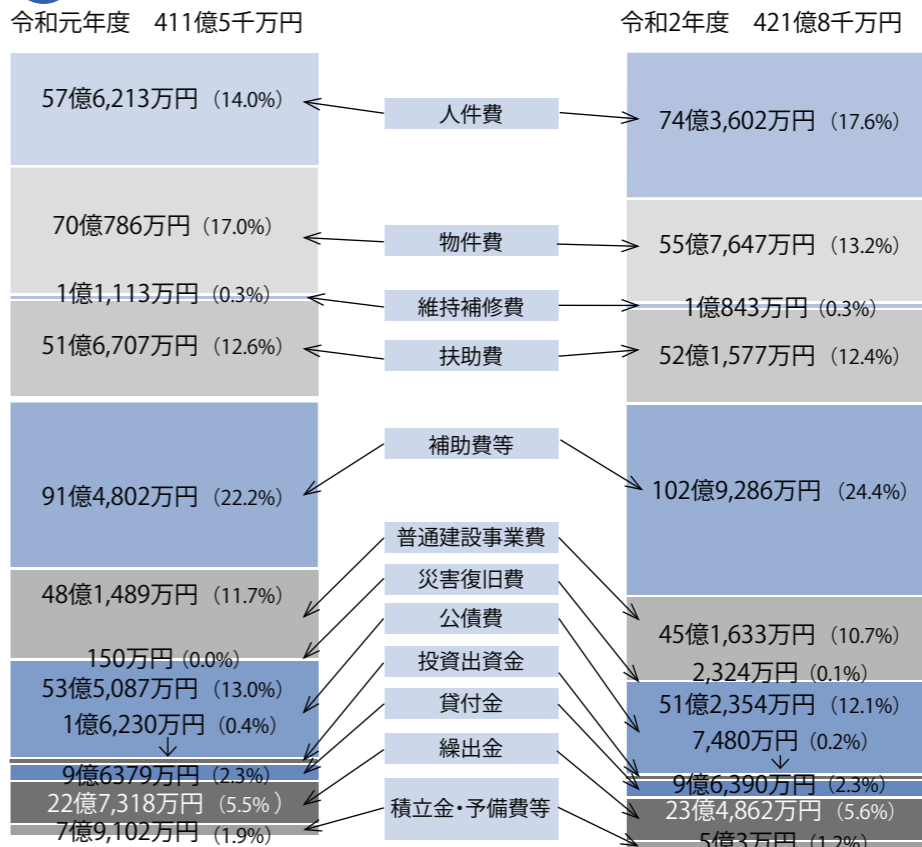 令和元年度 411億5千万円
令和2年度 421億8千万円
57億6,213万円（14.0%）
人件費
74億3,602万円（17.6%）
70億786万円（17.0%）
物件費
55億7,647万円（13.2%）
1億1,113万円（0.3%）
維持補修費
1億843万円（0.3%）
51億6,707万円（12.6%）
扶助費
52億1,577万円（12.4%）
91億4,802万円（22.2%）
補助費等
102億9,286万円（24.4%）
48億1,489万円（11.7%）
普通建設事業費
45億1,633万円（10.7%）
150万円（0.0%）
災害復旧費
2,324万円（0.1%）
53億5,087万円（13.0%）
公債費
51億2,354万円（12.1%）
1億6,230万円（0.4%）
投資出資金
7,480万円（0.2%）
9億6379万円（2.3%）
貸付金
9億6,390万円（2.3%）
22億7,318万円（5.5%）
繰出金
23億4,862万円（5.6%）
7億9,102万円（1.9%）
積立金・予備費等
5億3万円（1.2%）